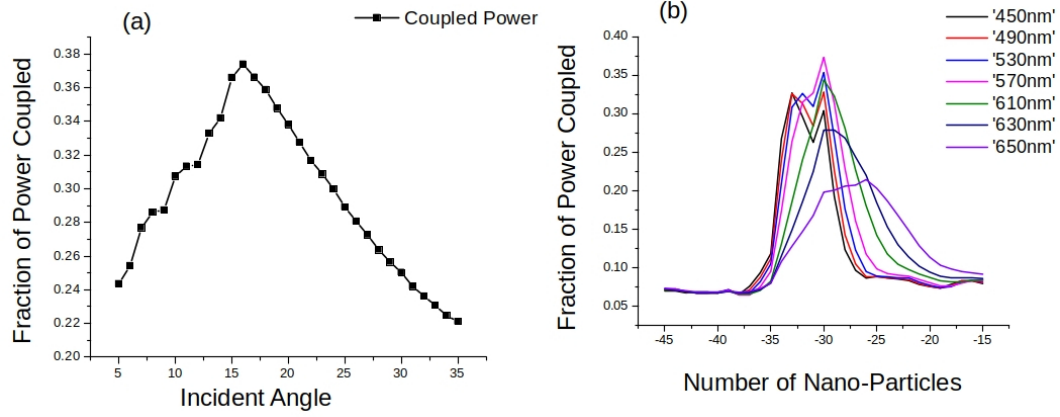 (a)
Coupled Power
Fraction of Power Coupled
0.38
0.36
0.34
0.32
0.30
0.28
0.26
0.24
0.22
0.20
5 10 15 20 25 30 35
Incident Angle
(b)
'450nm'
'490nm'
'530nm'
'570nm'
'610nm'
'630nm'
'650nm'
Fraction of Power Coupled
0.40
0.35
0.30
0.25
0.20
0.15
0.10
0.05
-45 -40 -35 -30 -25 -20 -15
Number of Nano-Particles